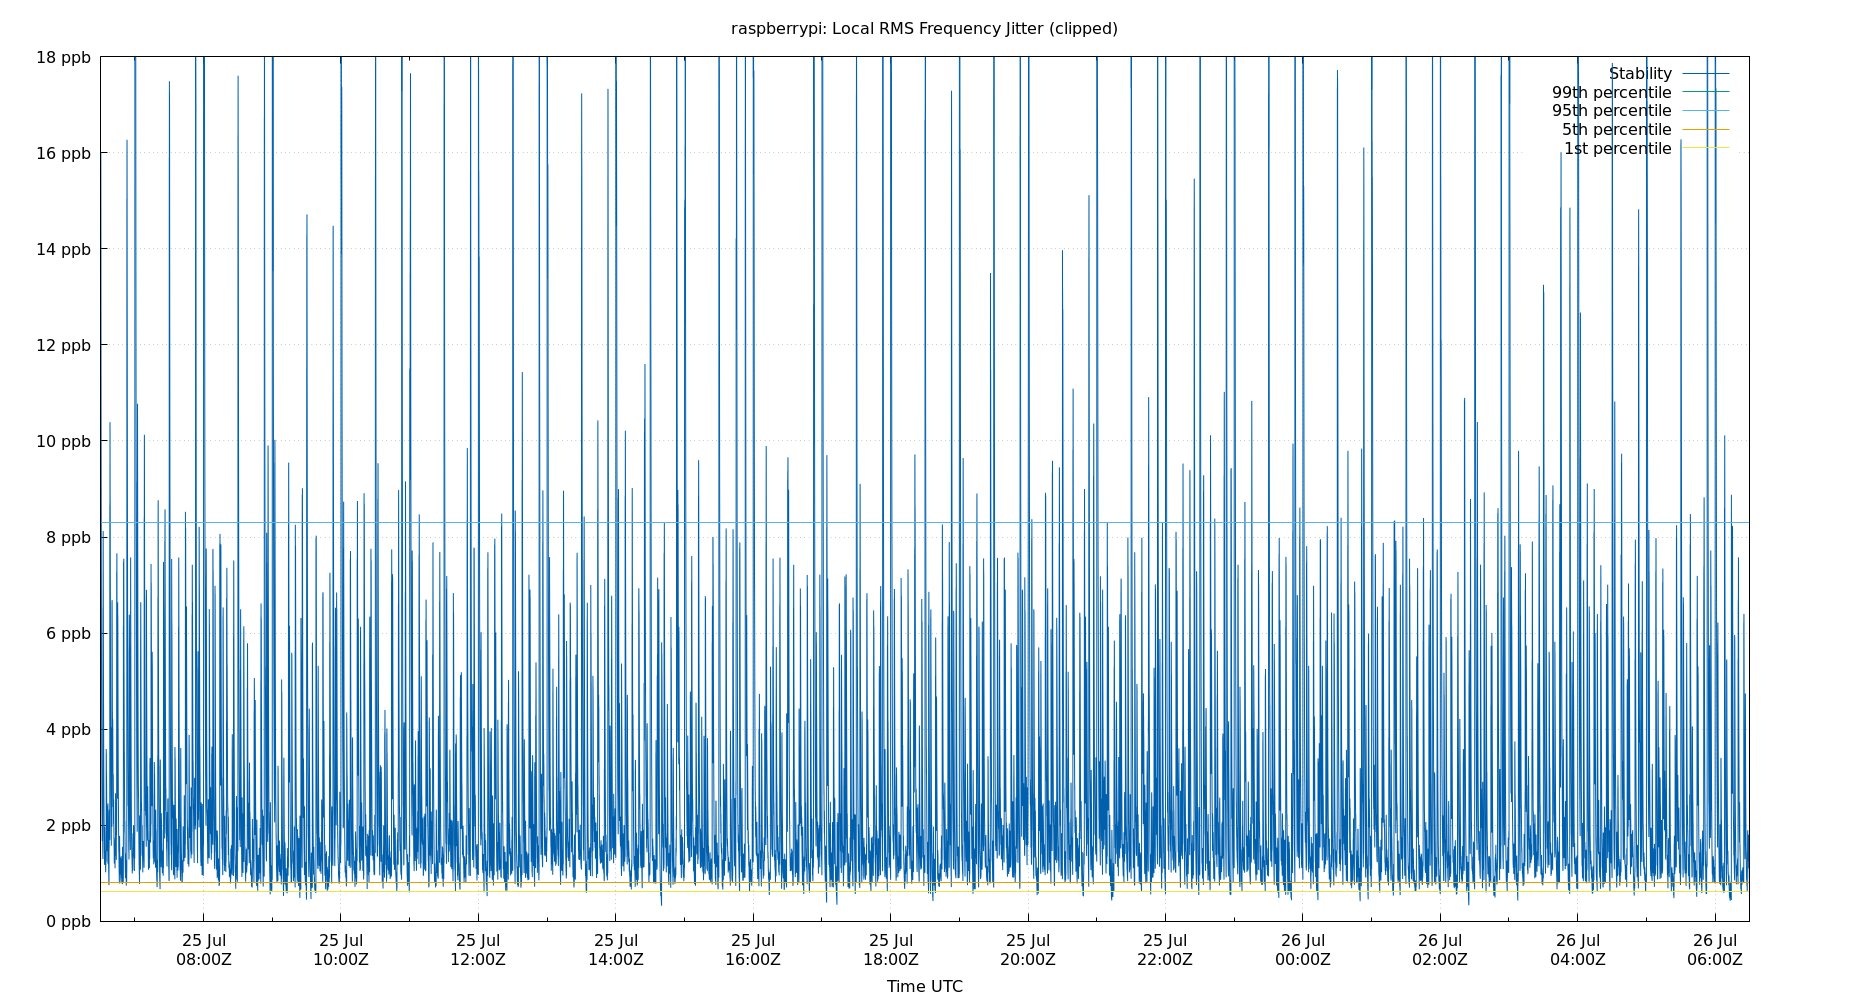 raspberrypi: Local RMS Frequency Jitter (clipped)
18 ppb
16 ppb
14 ppb
12 ppb
10 ppb
8 ppb
6 ppb
4 ppb
2 ppb
0 ppb
Stability
99th percentile
95th percentile
5th percentile
1st percentile
25 Jul 25 Jul 25 Jul 25 Jul 25 Jul 25 Jul 25 Jul 25 Jul 26 Jul 26 Jul 26 Jul 26 Jul
08:00Z 10:00Z 12:00Z 14:00Z 16:00Z 18:00Z 20:00Z 22:00Z 00:00Z 02:00Z 04:00Z 06:00Z
Time UTC